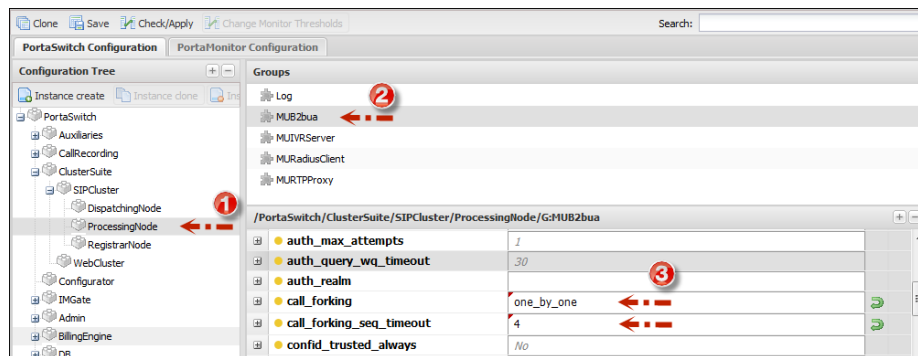 Clone Save Check/Apply Change Monitor Thresholds Search:
PortaSwitch Configuration PortaMonitor Configuration
Configuration Tree
Instance create Instance clone Ins
PortaSwitch
Auxiliaries
CallRecording
ClusterSuite
SIPCluster
DispatchingNode
1
ProcessingNode
RegistrarNode
WebCluster
Configurator
IMGate
Admin
BillingEngine
DB
Groups
Log
2
MUB2bua
MUIVRServer
MURadiusClient
MURTPProxy
/PortaSwitch/ClusterSuite/SIPCluster/ProcessingNode/G:MUB2bua
auth_max_attempts 1
auth_query_wq_timeout 30
auth_realm
3
call_forking one_by_one
call_forking_seq_timeout 4
confid_trusted_always No